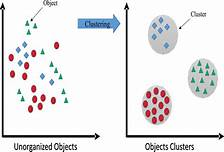 Object
Clustering
Cluster
Unorganized Objects
Objects Clusters